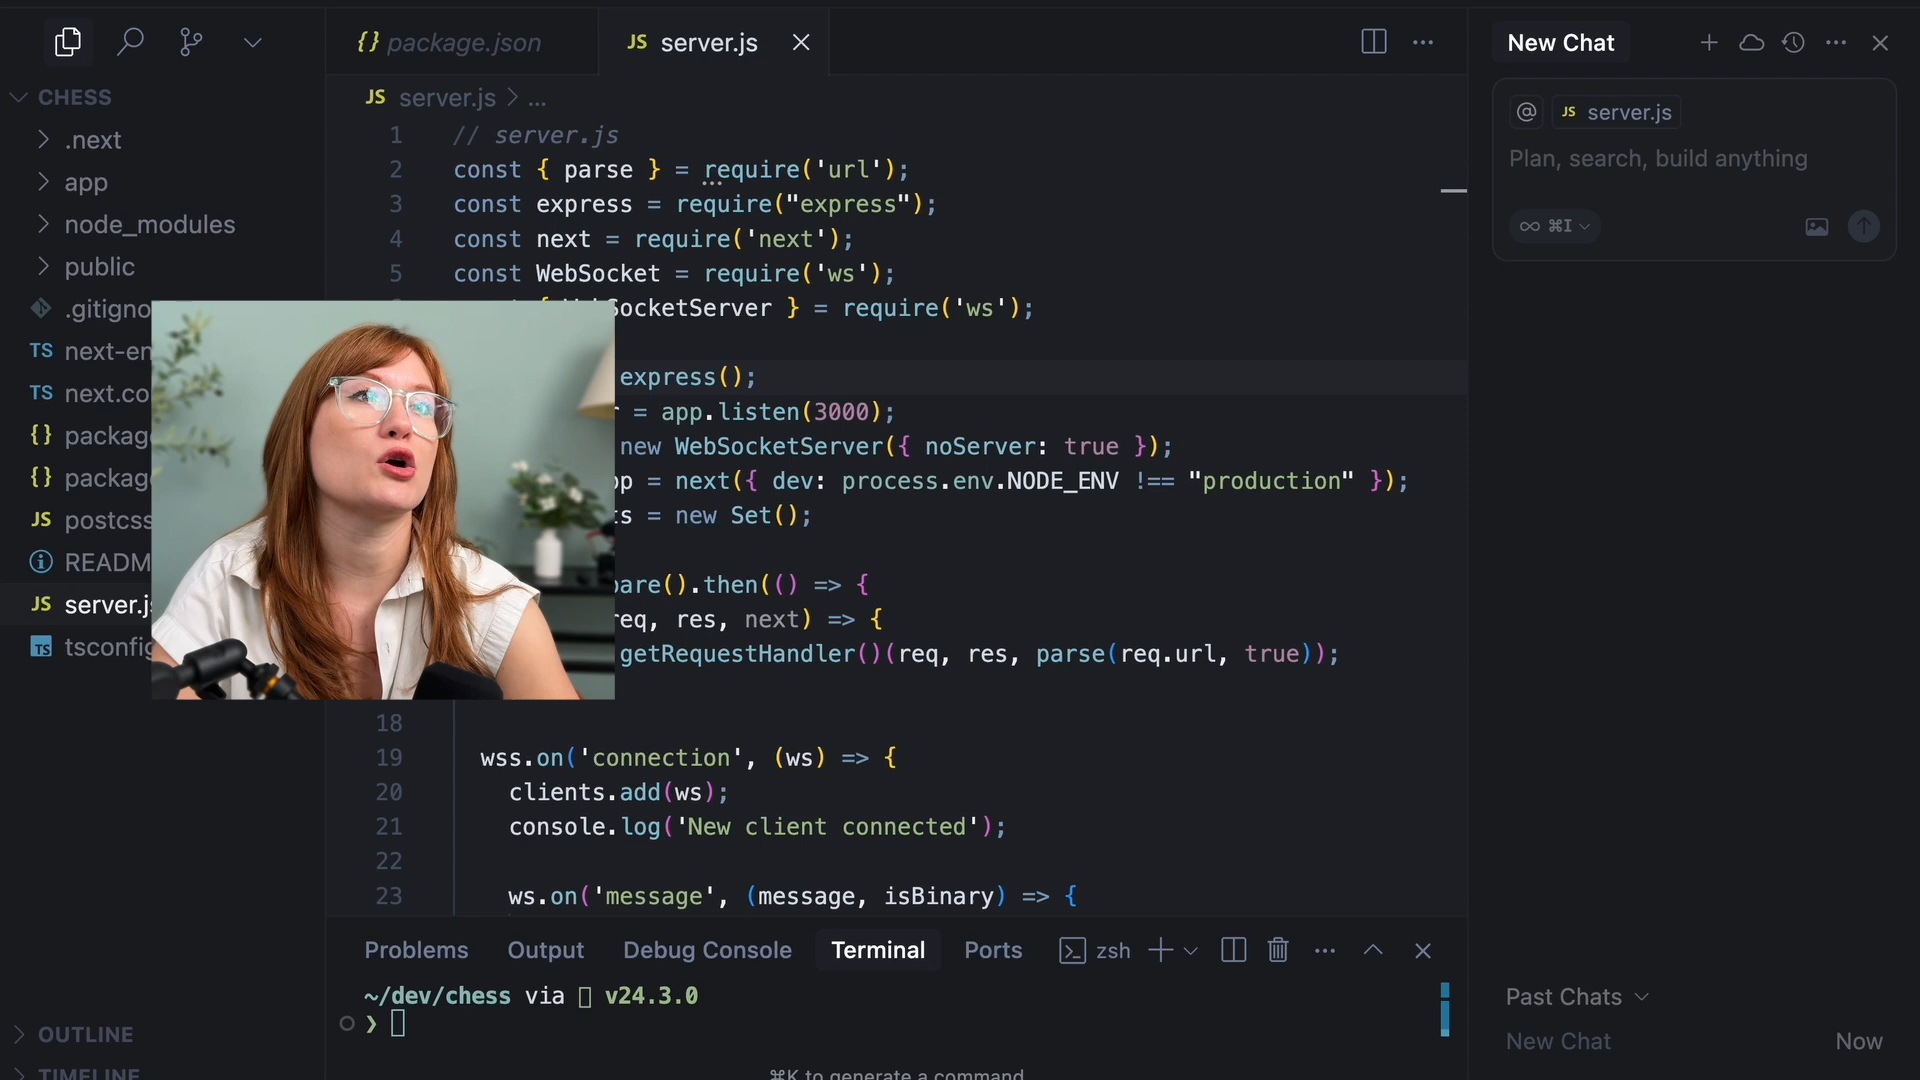 package.json
JS server.js
New Chat
CHESS
.next
app
node_modules
public
.gitigno
TS next-en
TS next.co
{} packag
{} packag
JS postcss
READM
JS server.js
TS tsconfig
JS server.js > ...
1 // server.js
2 const { parse } = require('url');
3 const express = require("express");
4 const next = require('next');
5 const WebSocket = require('ws');
SocketServer } = require('ws');
express();
= app.listen(3000);
new WebSocketServer({ noServer: true });
pp = next({ dev: process.env.NODE_ENV !== "production" });
ts = new Set();
pare().then(() => {
req, res, next) => {
getRequestHandler()(req, res, parse(req.url, true));
18
19 wss.on('connection', (ws) => {
20 clients.add(ws);
21 console.log('New client connected');
22
23 ws.on('message', (message, isBinary) => {
Problems Output Debug Console Terminal Ports zsh
~/dev/chess via v24.3.0
❯
⌘K to generate a command
OUTLINE
TIMELINE
@ JS server.js
Plan, search, build anything
∞ ⌘I
Past Chats
New Chat Now